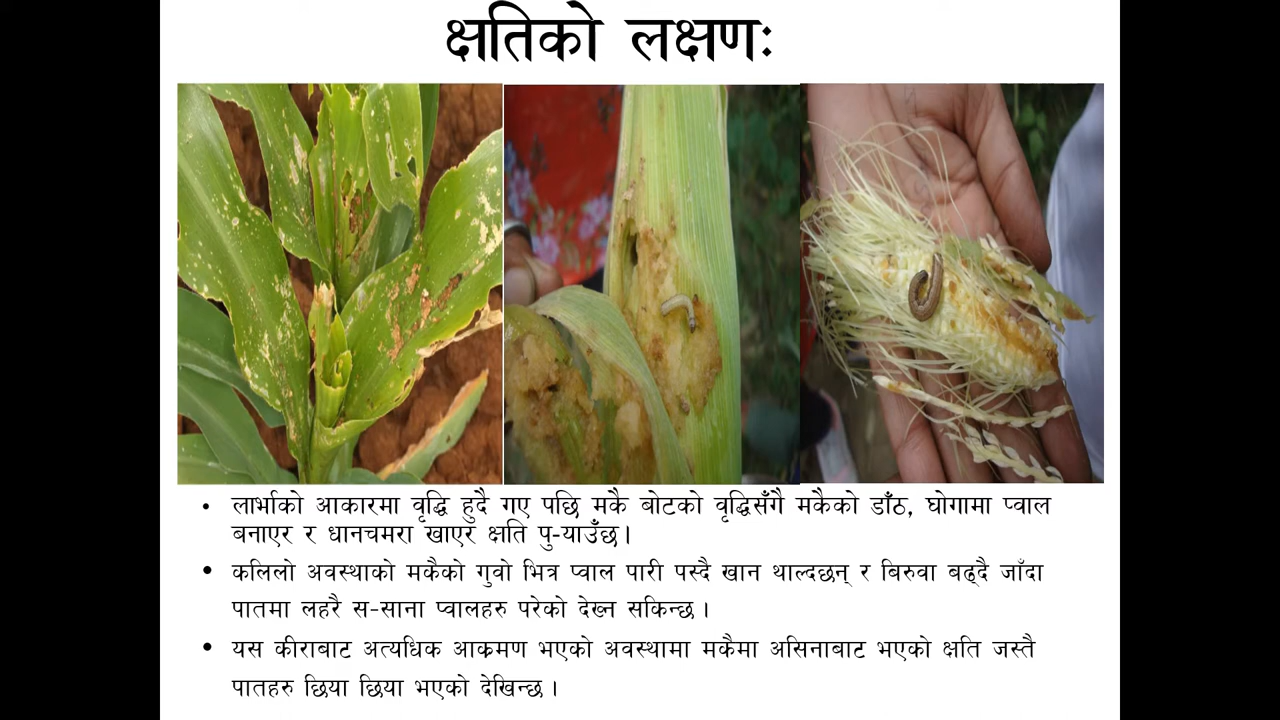 क्षतिको लक्षणः
• लार्भाको आकारमा वृद्धि हुदै गए पछि मकै बोटको वृद्धिसँगै मकैको डाँठ, घोगामा प्वाल
बनाएर र धानचमरा खाएर क्षति पु-याउँछ।
• कलिलो अवस्थाको मकैको गुवो भित्र प्वाल पारी पस्दै खान थाल्दछन् र बिरुवा बढ्दै जाँदा
पातमा लहरै स-साना प्वालहरु परेको देख्न सकिन्छ ।
• यस कीराबाट अत्यधिक आक्रमण भएको अवस्थामा मकैमा असिनाबाट भएको क्षति जस्तै
पातहरु छिया छिया भएको देखिन्छ ।